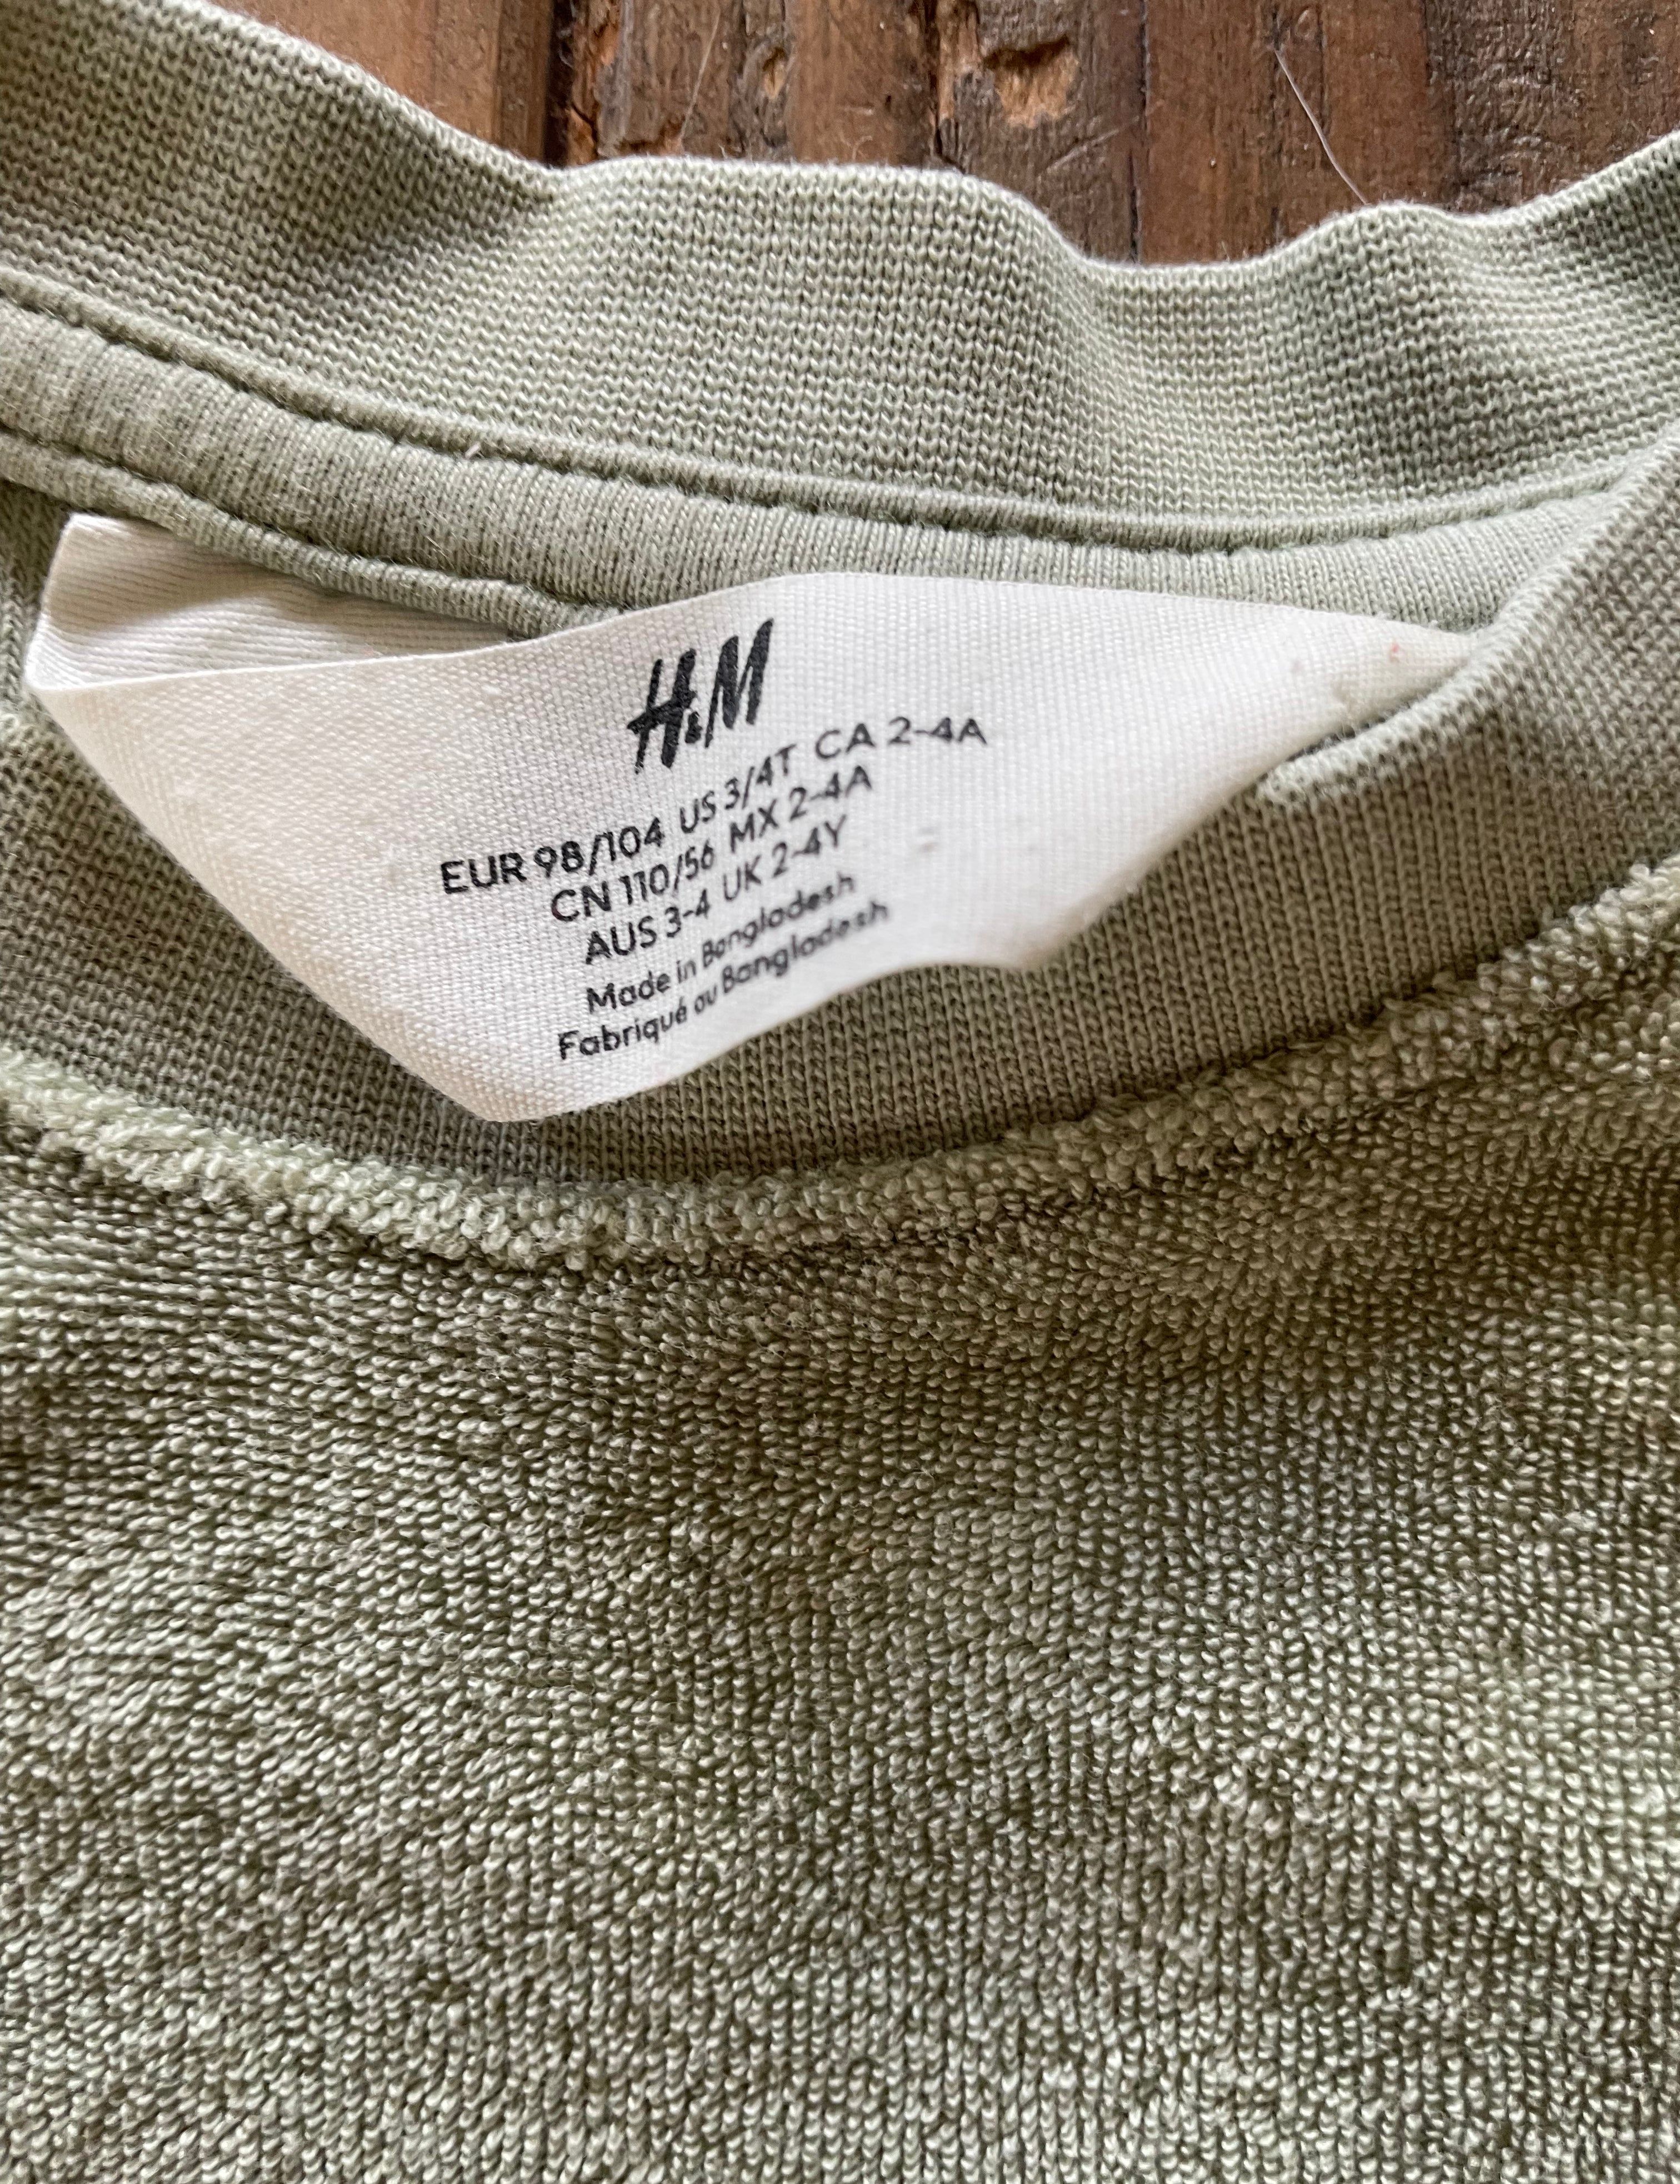 H&M
EUR 98/104 US 3/4T CA 2-4A
CN 110/56 MX 2-4A
AUS 3-4 UK 2-4Y
Made in Bangladesh
Fabriqué au Bangladesh